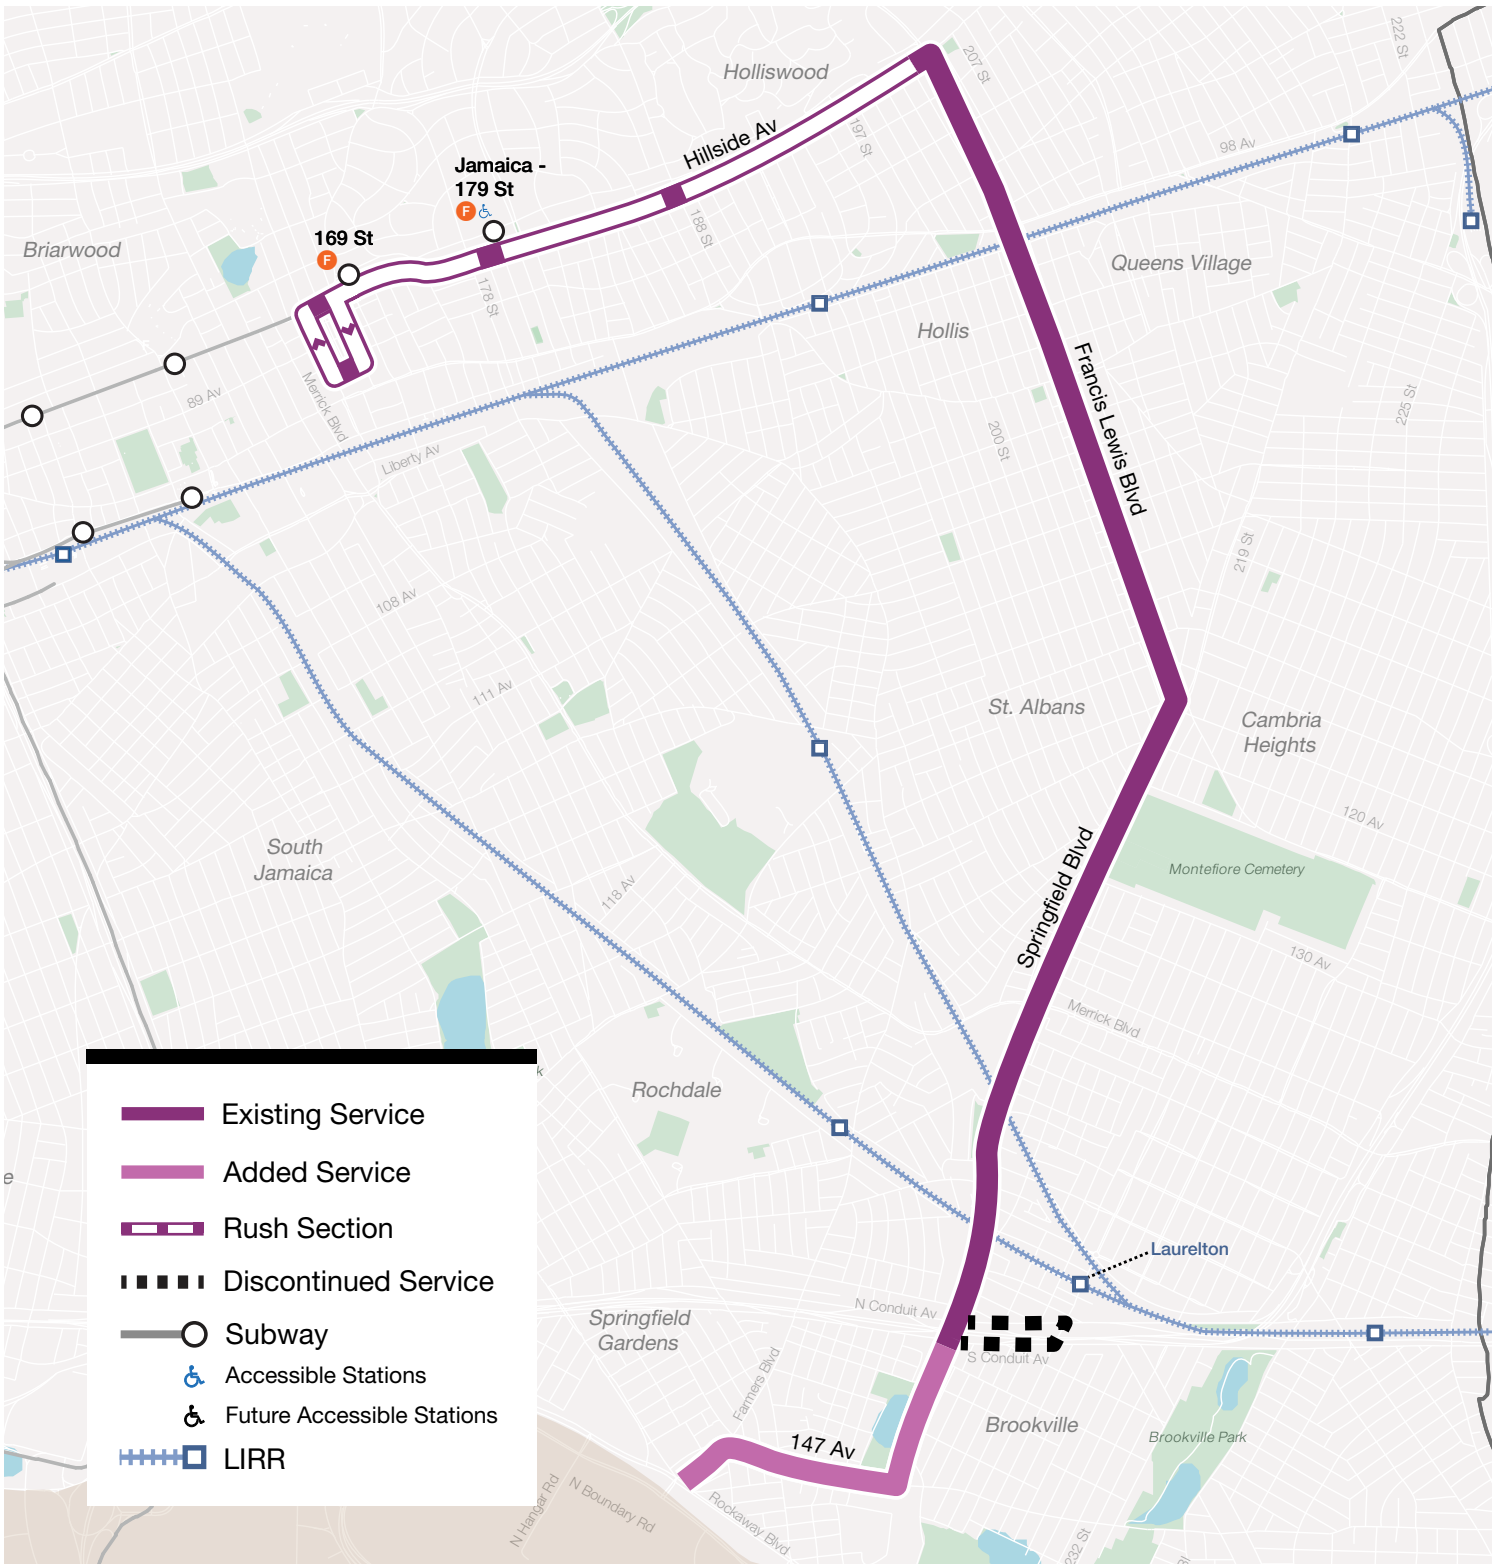 222 St
207 St
Holliswood
197 St
Hillside Av
98 Av
Jamaica -
179 St
F
188 St
169 St
F
Briarwood
Queens Village
178 St
Hollis
Francis Lewis Blvd
89 Av
Merrick Blvd
225 St
200 St
Liberty Av
219 St
108 Av
111 Av
St. Albans
Cambria
Heights
120 Av
South
Jamaica
Montefiore Cemetery
118 Av
Springfield Blvd
130 Av
Merrick Blvd
k
Rochdale
e
Existing Service
Added Service
Rush Section
Discontinued Service
Subway
Accessible Stations
Future Accessible Stations
LIRR
Laurelton
N Conduit Av
Springfield
Gardens
S Conduit Av
Farmers Blvd
Brookville
Brookville Park
147 Av
N Hangar Rd
N Boundary Rd
Rockaway Blvd
232 St